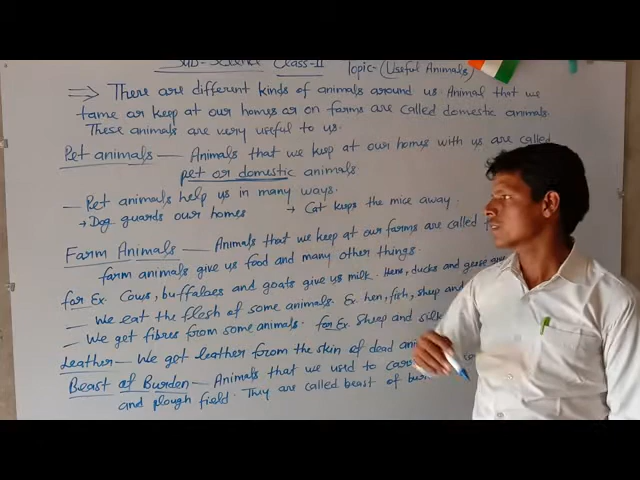 Sub- Science Class-II Topic-(Useful Animals)
⇒ There are different kinds of animals around us. Animal that we
tame or keep at our homes or on farms are called domestic animals.
These animals are very useful to us.
Pet animals — Animals that we keep at our homes with us are called
pet or domestic animals
— Pet animals help us in many ways.
→ Dog guards our homes → Cat keeps the mice away.
Farm Animals — Animals that we keep at our farms are called
farm animals give us food and many other things.
for Ex. Cows, buffaloes and goats give us milk. Hens, ducks and geese give
— We eat the flesh of some animals. Ex. hen, fish, sheep and
— We get fibres from some animals. for Ex. Sheep and silk
Leather — We get leather from the skin of dead
Beast of Burden — Animals that we used to
and plough field. They are called beast of